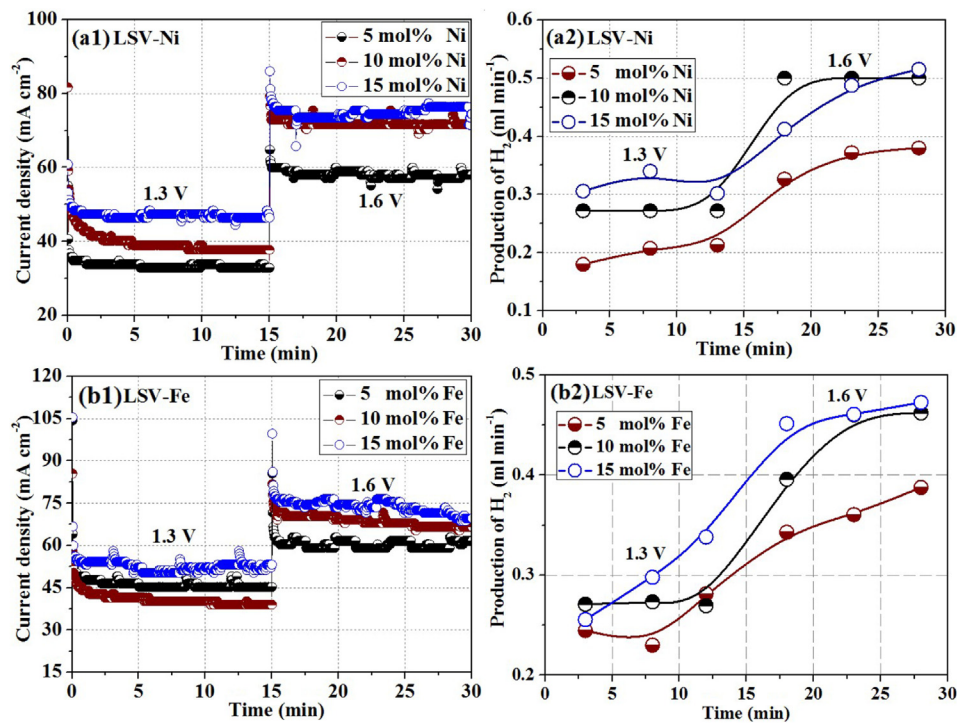 (a1) LSV-Ni
5 mol% Ni
10 mol% Ni
15 mol% Ni
1.3 V
1.6 V
Current density (mA cm⁻²)
100
80
60
40
20
0 5 10 15 20 25 30
Time (min)
(a2) LSV-Ni
5 mol% Ni
10 mol% Ni
15 mol% Ni
1.6 V
1.3 V
Production of H₂ (ml min⁻¹)
0.6
0.5
0.4
0.3
0.2
0.1
0 5 10 15 20 25 30
Time (min)
(b1) LSV-Fe
5 mol% Fe
10 mol% Fe
15 mol% Fe
1.6 V
1.3 V
Current density (mA cm⁻²)
120
105
90
75
60
45
30
15
0 5 10 15 20 25 30
Time (min)
(b2) LSV-Fe
5 mol% Fe
10 mol% Fe
15 mol% Fe
1.6 V
1.3 V
Production of H₂ (ml min⁻¹)
0.5
0.4
0.3
0.2
0 5 10 15 20 25 30
Time (min)